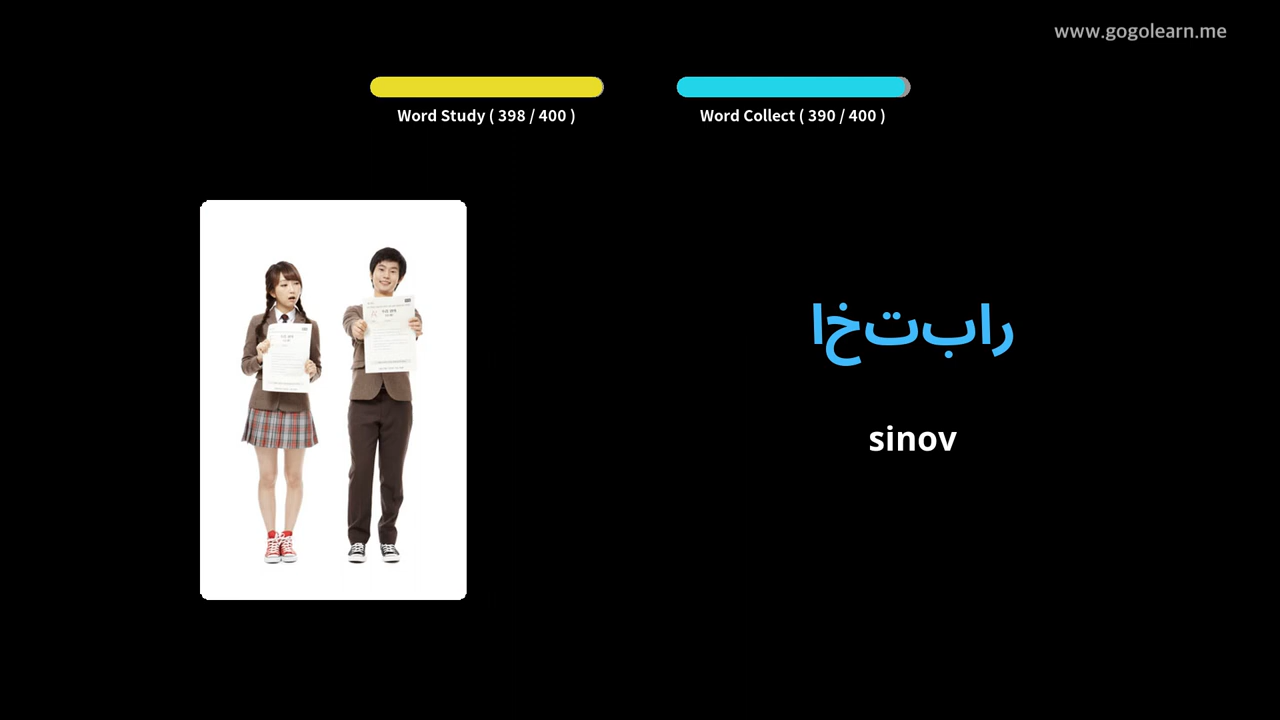 www.gogolearn.me
Word Study ( 398 / 400 )
Word Collect ( 390 / 400 )
اختبار
sinov